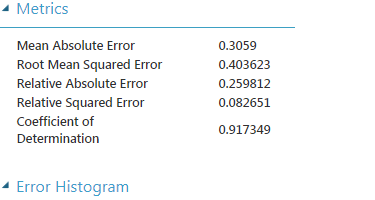 Metrics
Mean Absolute Error 0.3059
Root Mean Squared Error 0.403623
Relative Absolute Error 0.259812
Relative Squared Error 0.082651
Coefficient of
Determination 0.917349
Error Histogram